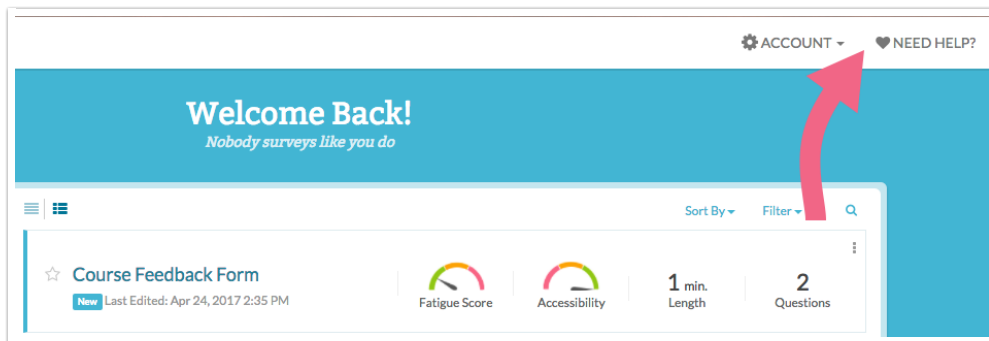 ACCOUNT
NEED HELP?
Welcome Back!
Nobody surveys like you do
Sort By
Filter
Course Feedback Form
New Last Edited: Apr 24, 2017 2:35 PM
Fatigue Score
Accessibility
1 min.
Length
2
Questions